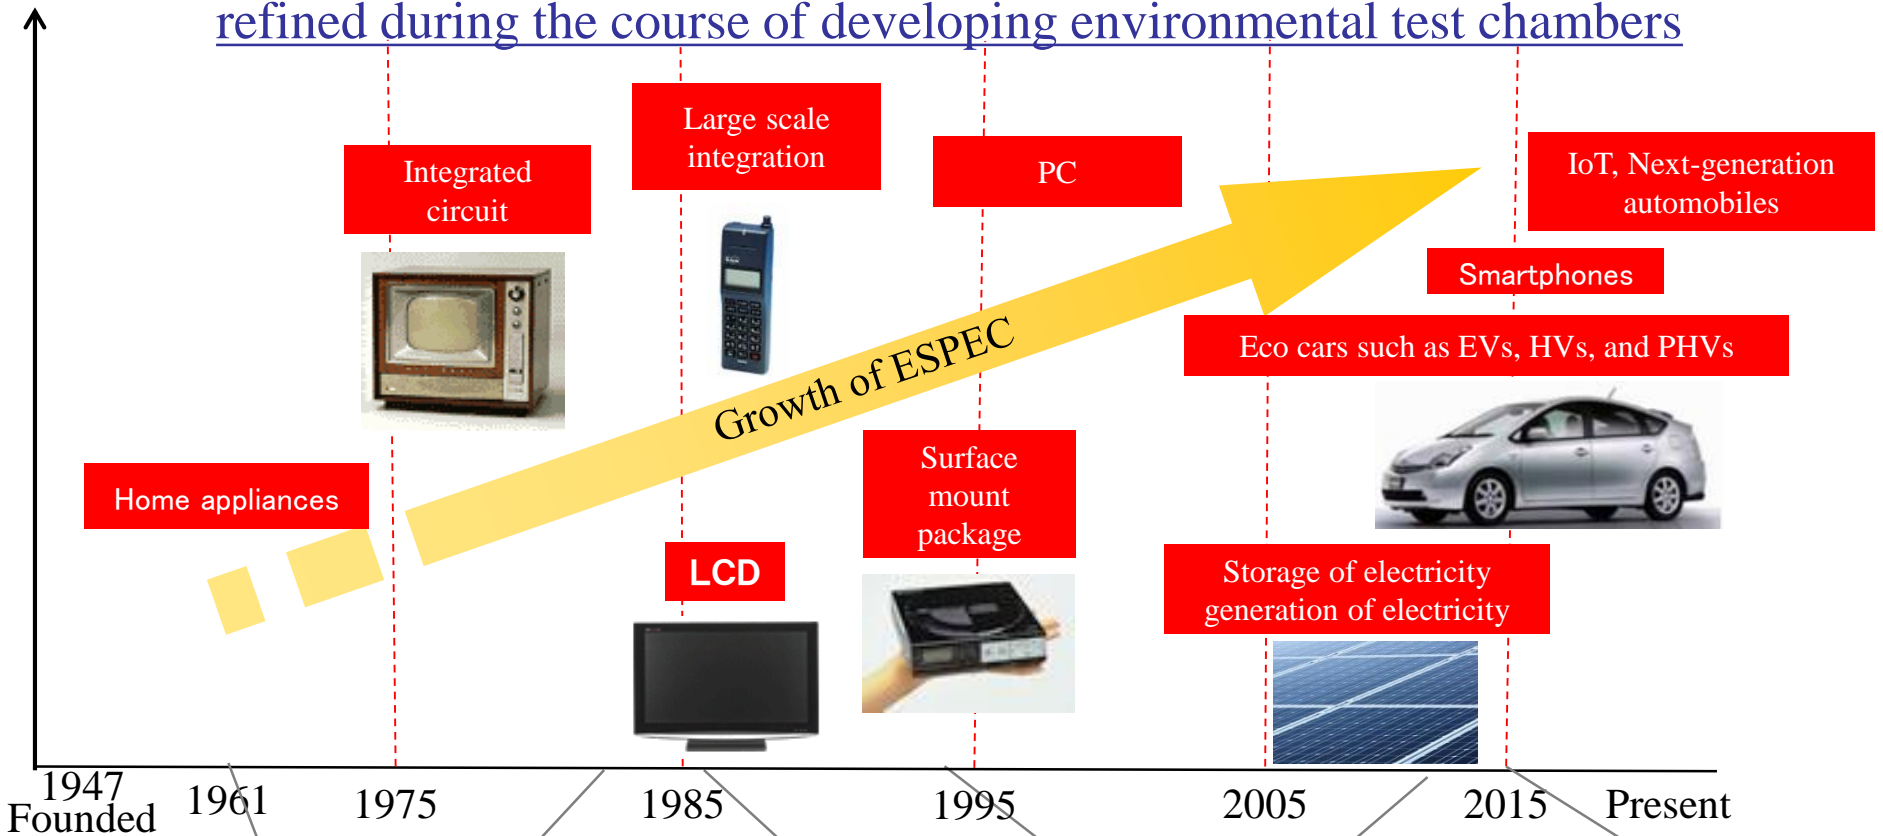 refined during the course of developing environmental test chambers
Large scale
integration
Integrated
circuit
PC
IoT, Next-generation
automobiles
Smartphones
Eco cars such as EVs, HVs, and PHVs
Growth of ESPEC
Home appliances
Surface
mount
package
LCD
Storage of electricity
generation of electricity
1947
Founded
1961
1975
1985
1995
2005
2015
Present